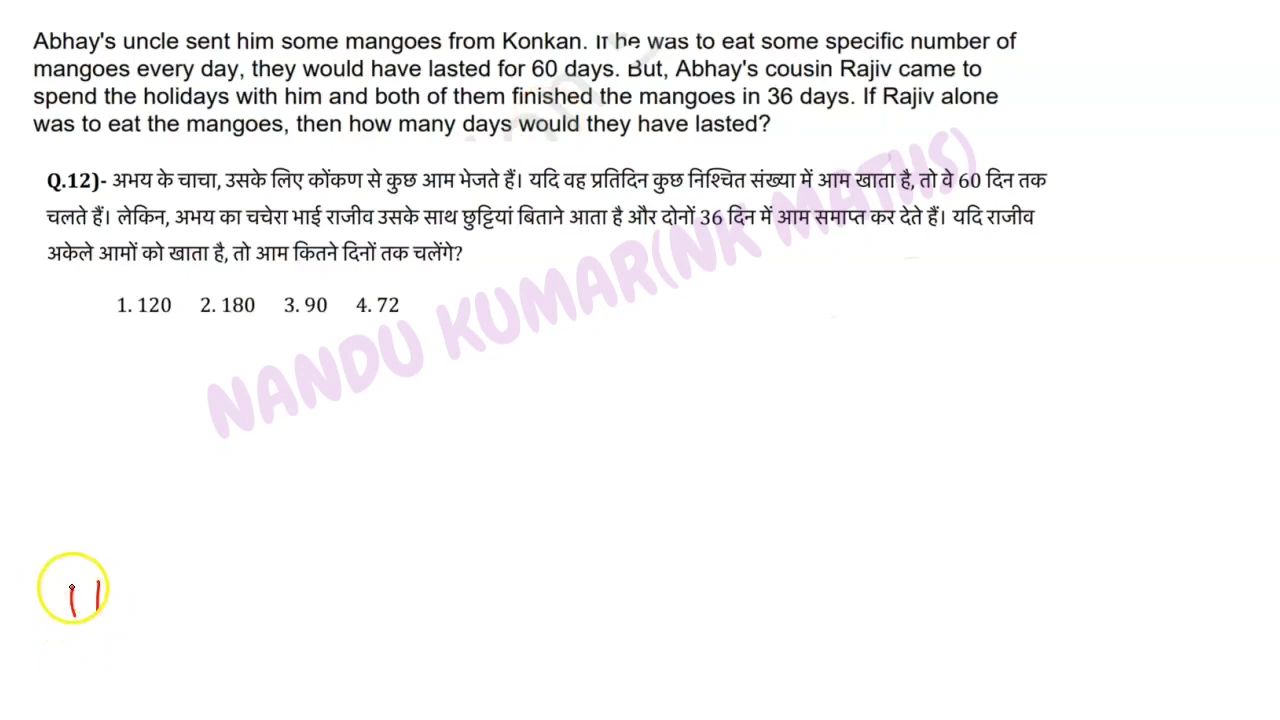 Abhay's uncle sent him some mangoes from Konkan. If he was to eat some specific number of
mangoes every day, they would have lasted for 60 days. But, Abhay's cousin Rajiv came to
spend the holidays with him and both of them finished the mangoes in 36 days. If Rajiv alone
was to eat the mangoes, then how many days would they have lasted?
Q.12)- अभय के चाचा, उसके लिए कोंकण से कुछ आम भेजते हैं। यदि वह प्रतिदिन कुछ निश्चित संख्या में आम खाता है, तो वे 60 दिन तक
चलते हैं। लेकिन, अभय का चचेरा भाई राजीव उसके साथ छुट्टियां बिताने आता है और दोनों 36 दिन में आम समाप्त कर देते हैं। यदि राजीव
अकेले आमों को खाता है, तो आम कितने दिनों तक चलेंगे?
1. 120 2. 180 3. 90 4. 72
NANDU KUMAR(NK MATHS)